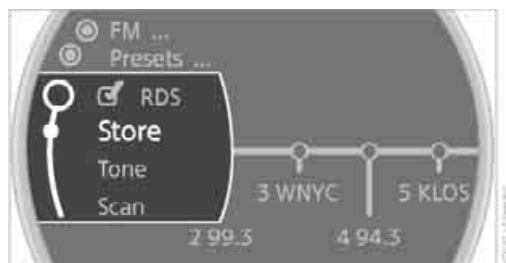 FM ...
Presets ...
RDS
Store
Tone
Scan
3 WNYC
5 KLOS
2 99.3
4 94.3